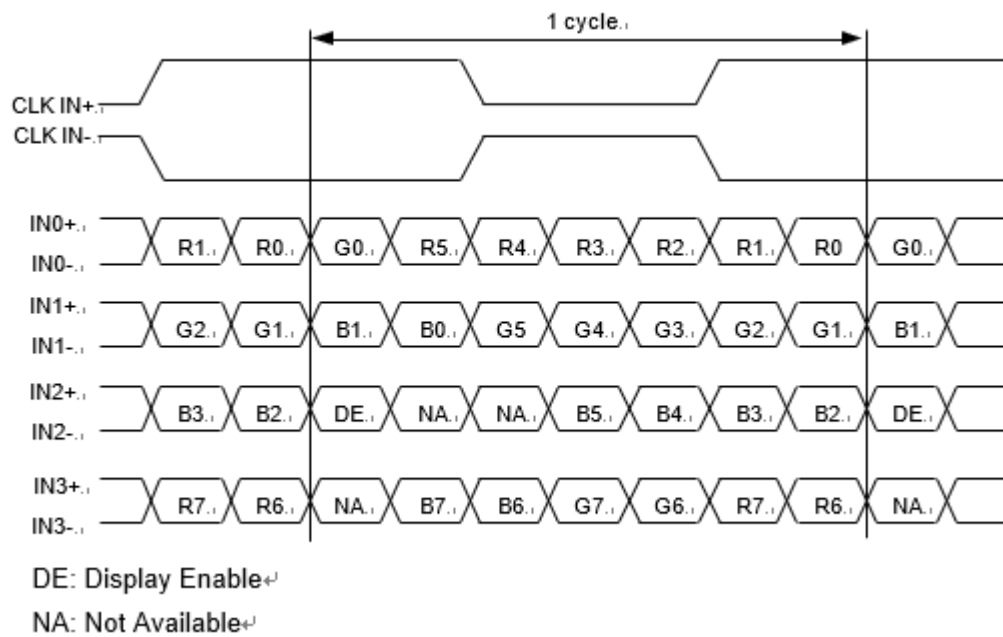 1 cycle
CLK IN+
CLK IN-
IN0+
R1 R0 G0 R5 R4 R3 R2 R1 R0 G0
IN0-
IN1+
G2 G1 B1 B0 G5 G4 G3 G2 G1 B1
IN1-
IN2+
B3 B2 DE NA NA B5 B4 B3 B2 DE
IN2-
IN3+
R7 R6 NA B7 B6 G7 G6 R7 R6 NA
IN3-
DE: Display Enable↵
NA: Not Available↵